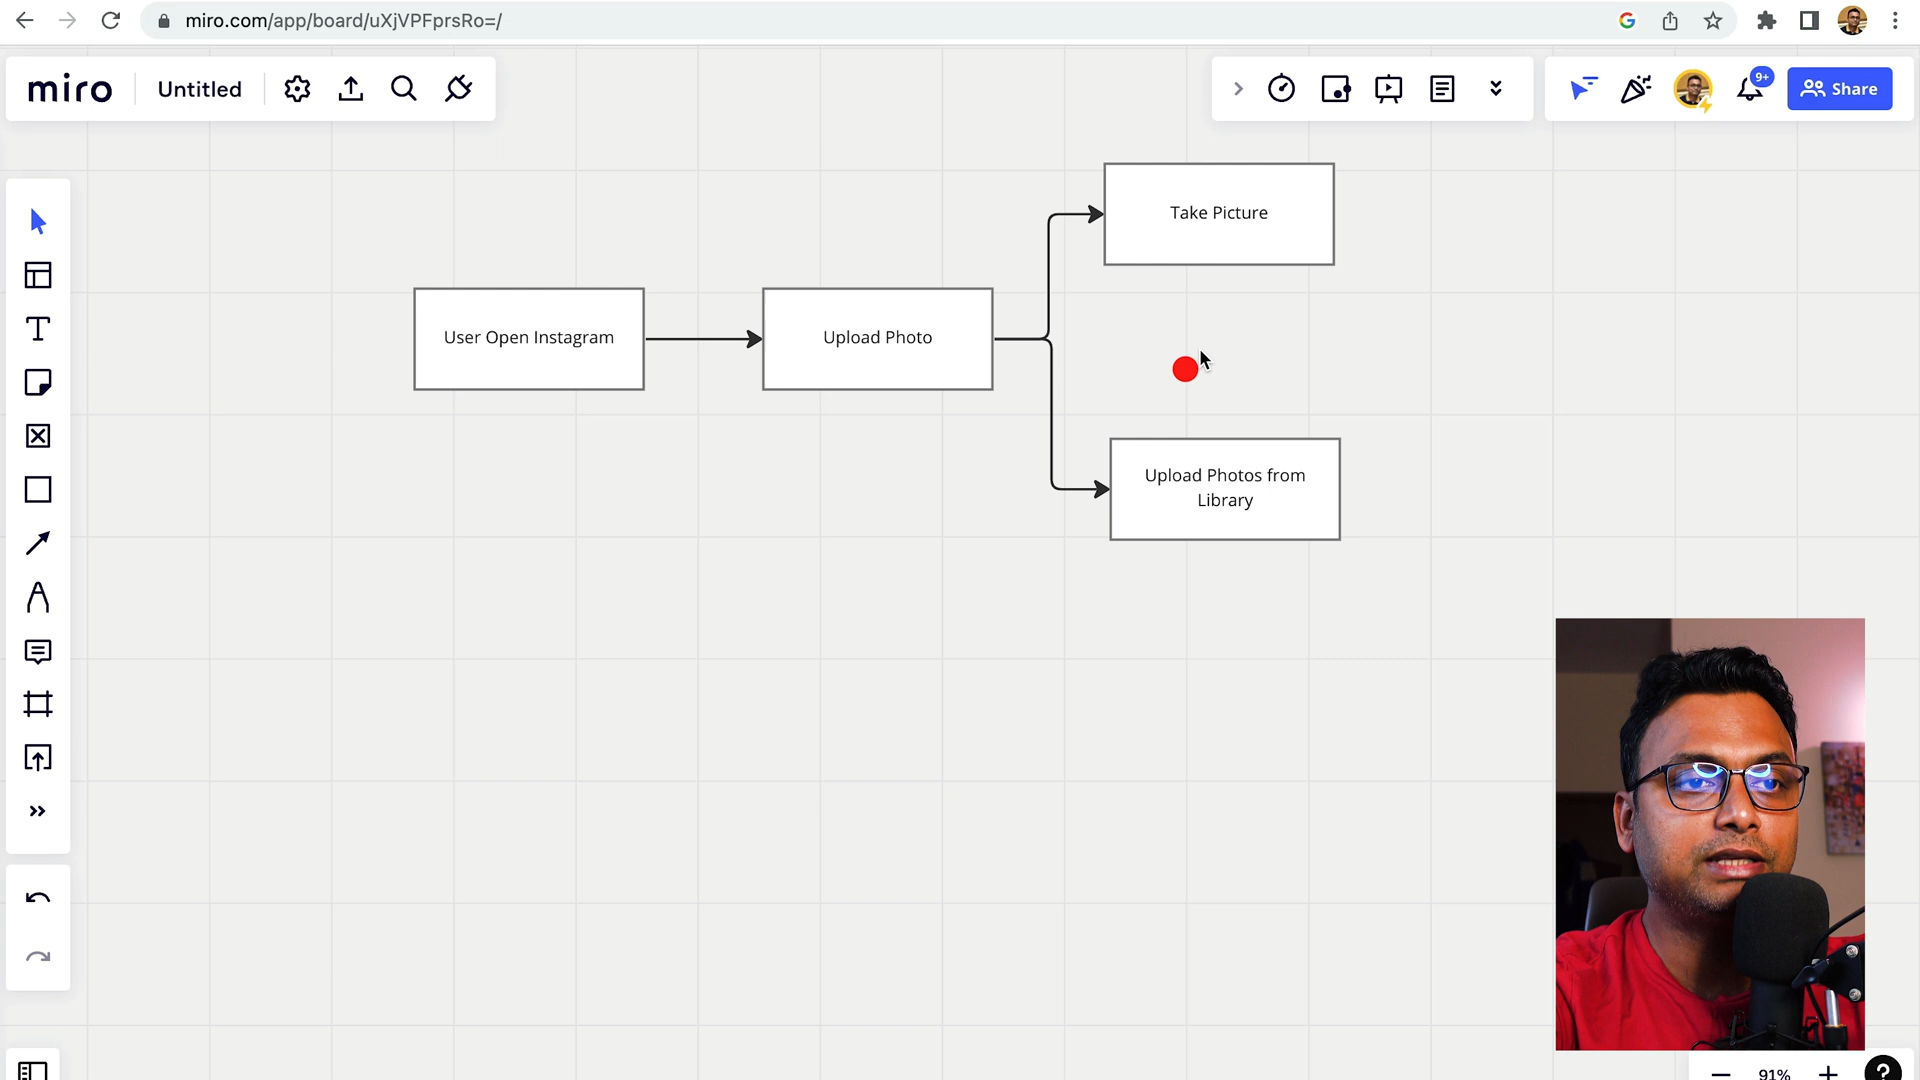 miro.com/app/board/uXjVPFprsRo=/
miro
Untitled
9+
Share
Take Picture
User Open Instagram
Upload Photo
Upload Photos from
Library
91%